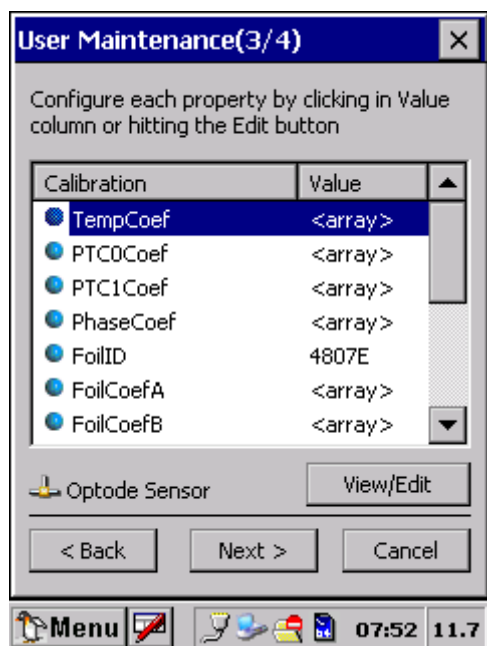 User Maintenance(3/4)
Configure each property by clicking in Value
column or hitting the Edit button
Calibration Value
TempCoef <array>
PTC0Coef <array>
PTC1Coef <array>
PhaseCoef <array>
FoilID 4807E
FoilCoefA <array>
FoilCoefB <array>
Optode Sensor View/Edit
< Back Next > Cancel
Menu 07:52 11.7